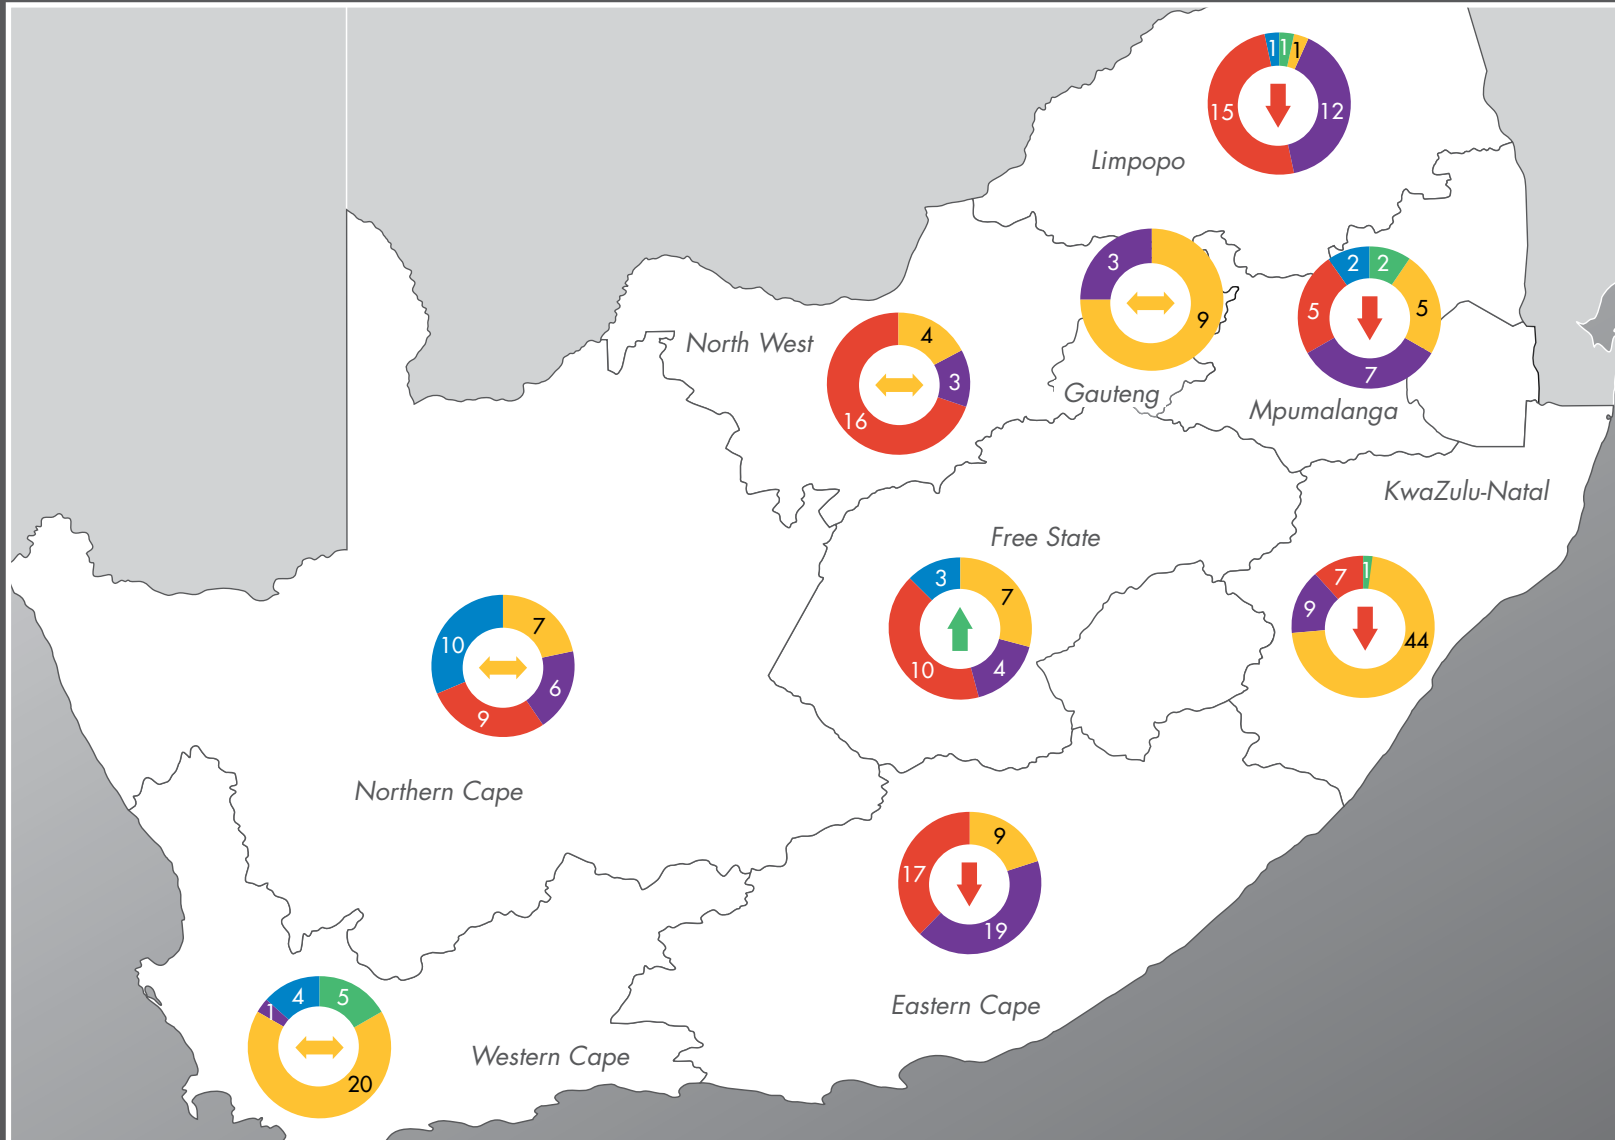 1 1 1
15 12
Limpopo
3
9
Gauteng
2 2
5 5
7
Mpumalanga
North West
4
3
16
KwaZulu-Natal
Free State
3 7
10 4
7 1
9
44
10 7
6
9
Northern Cape
9
17
19
Eastern Cape
4 5
1
20
Western Cape